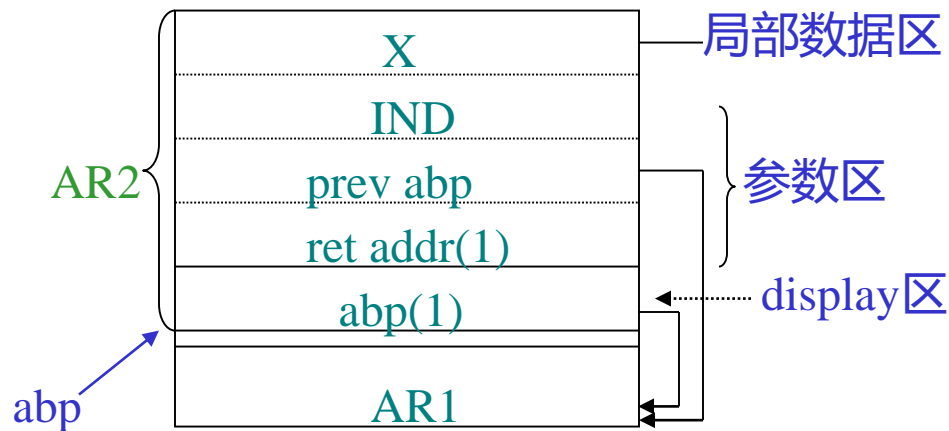 X
局部数据区
IND
AR2
prev abp
参数区
ret addr(1)
abp(1)
display区
abp
AR1